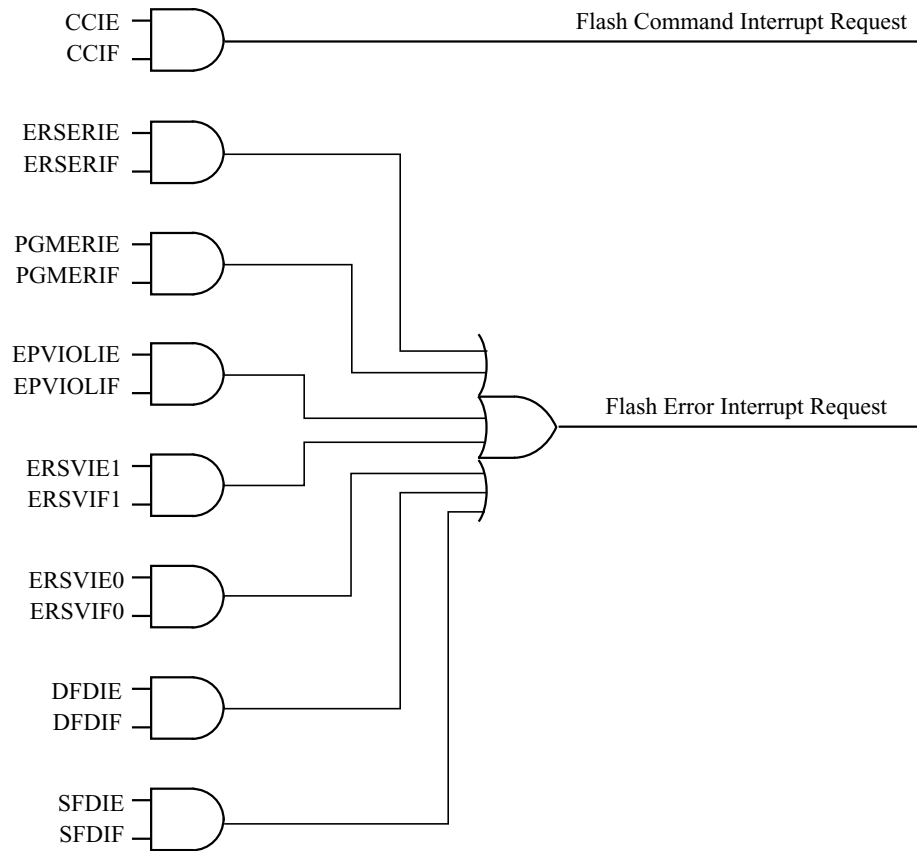 CCIE
CCIF
Flash Command Interrupt Request
ERSERIE
ERSERIF
PGMERIE
PGMERIF
EPVIOLIE
EPVIOLIF
Flash Error Interrupt Request
ERSVIE1
ERSVIF1
ERSVIE0
ERSVIF0
DFDIE
DFDIF
SFDIE
SFDIF